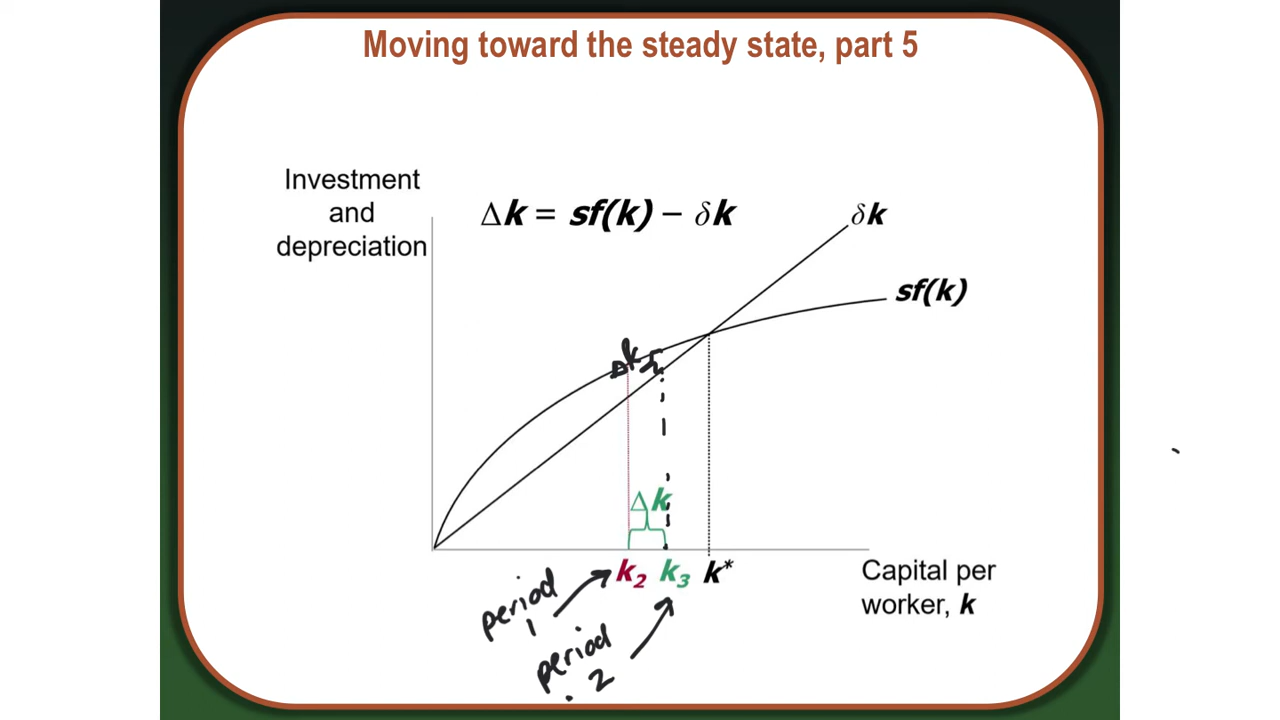 Moving toward the steady state, part 5
Investment
and
depreciation
Δk = sf(k) − δk
δk
sf(k)
Δk
Δk
k₂ k₃ k*
Capital per
worker, k
period
1
period
2